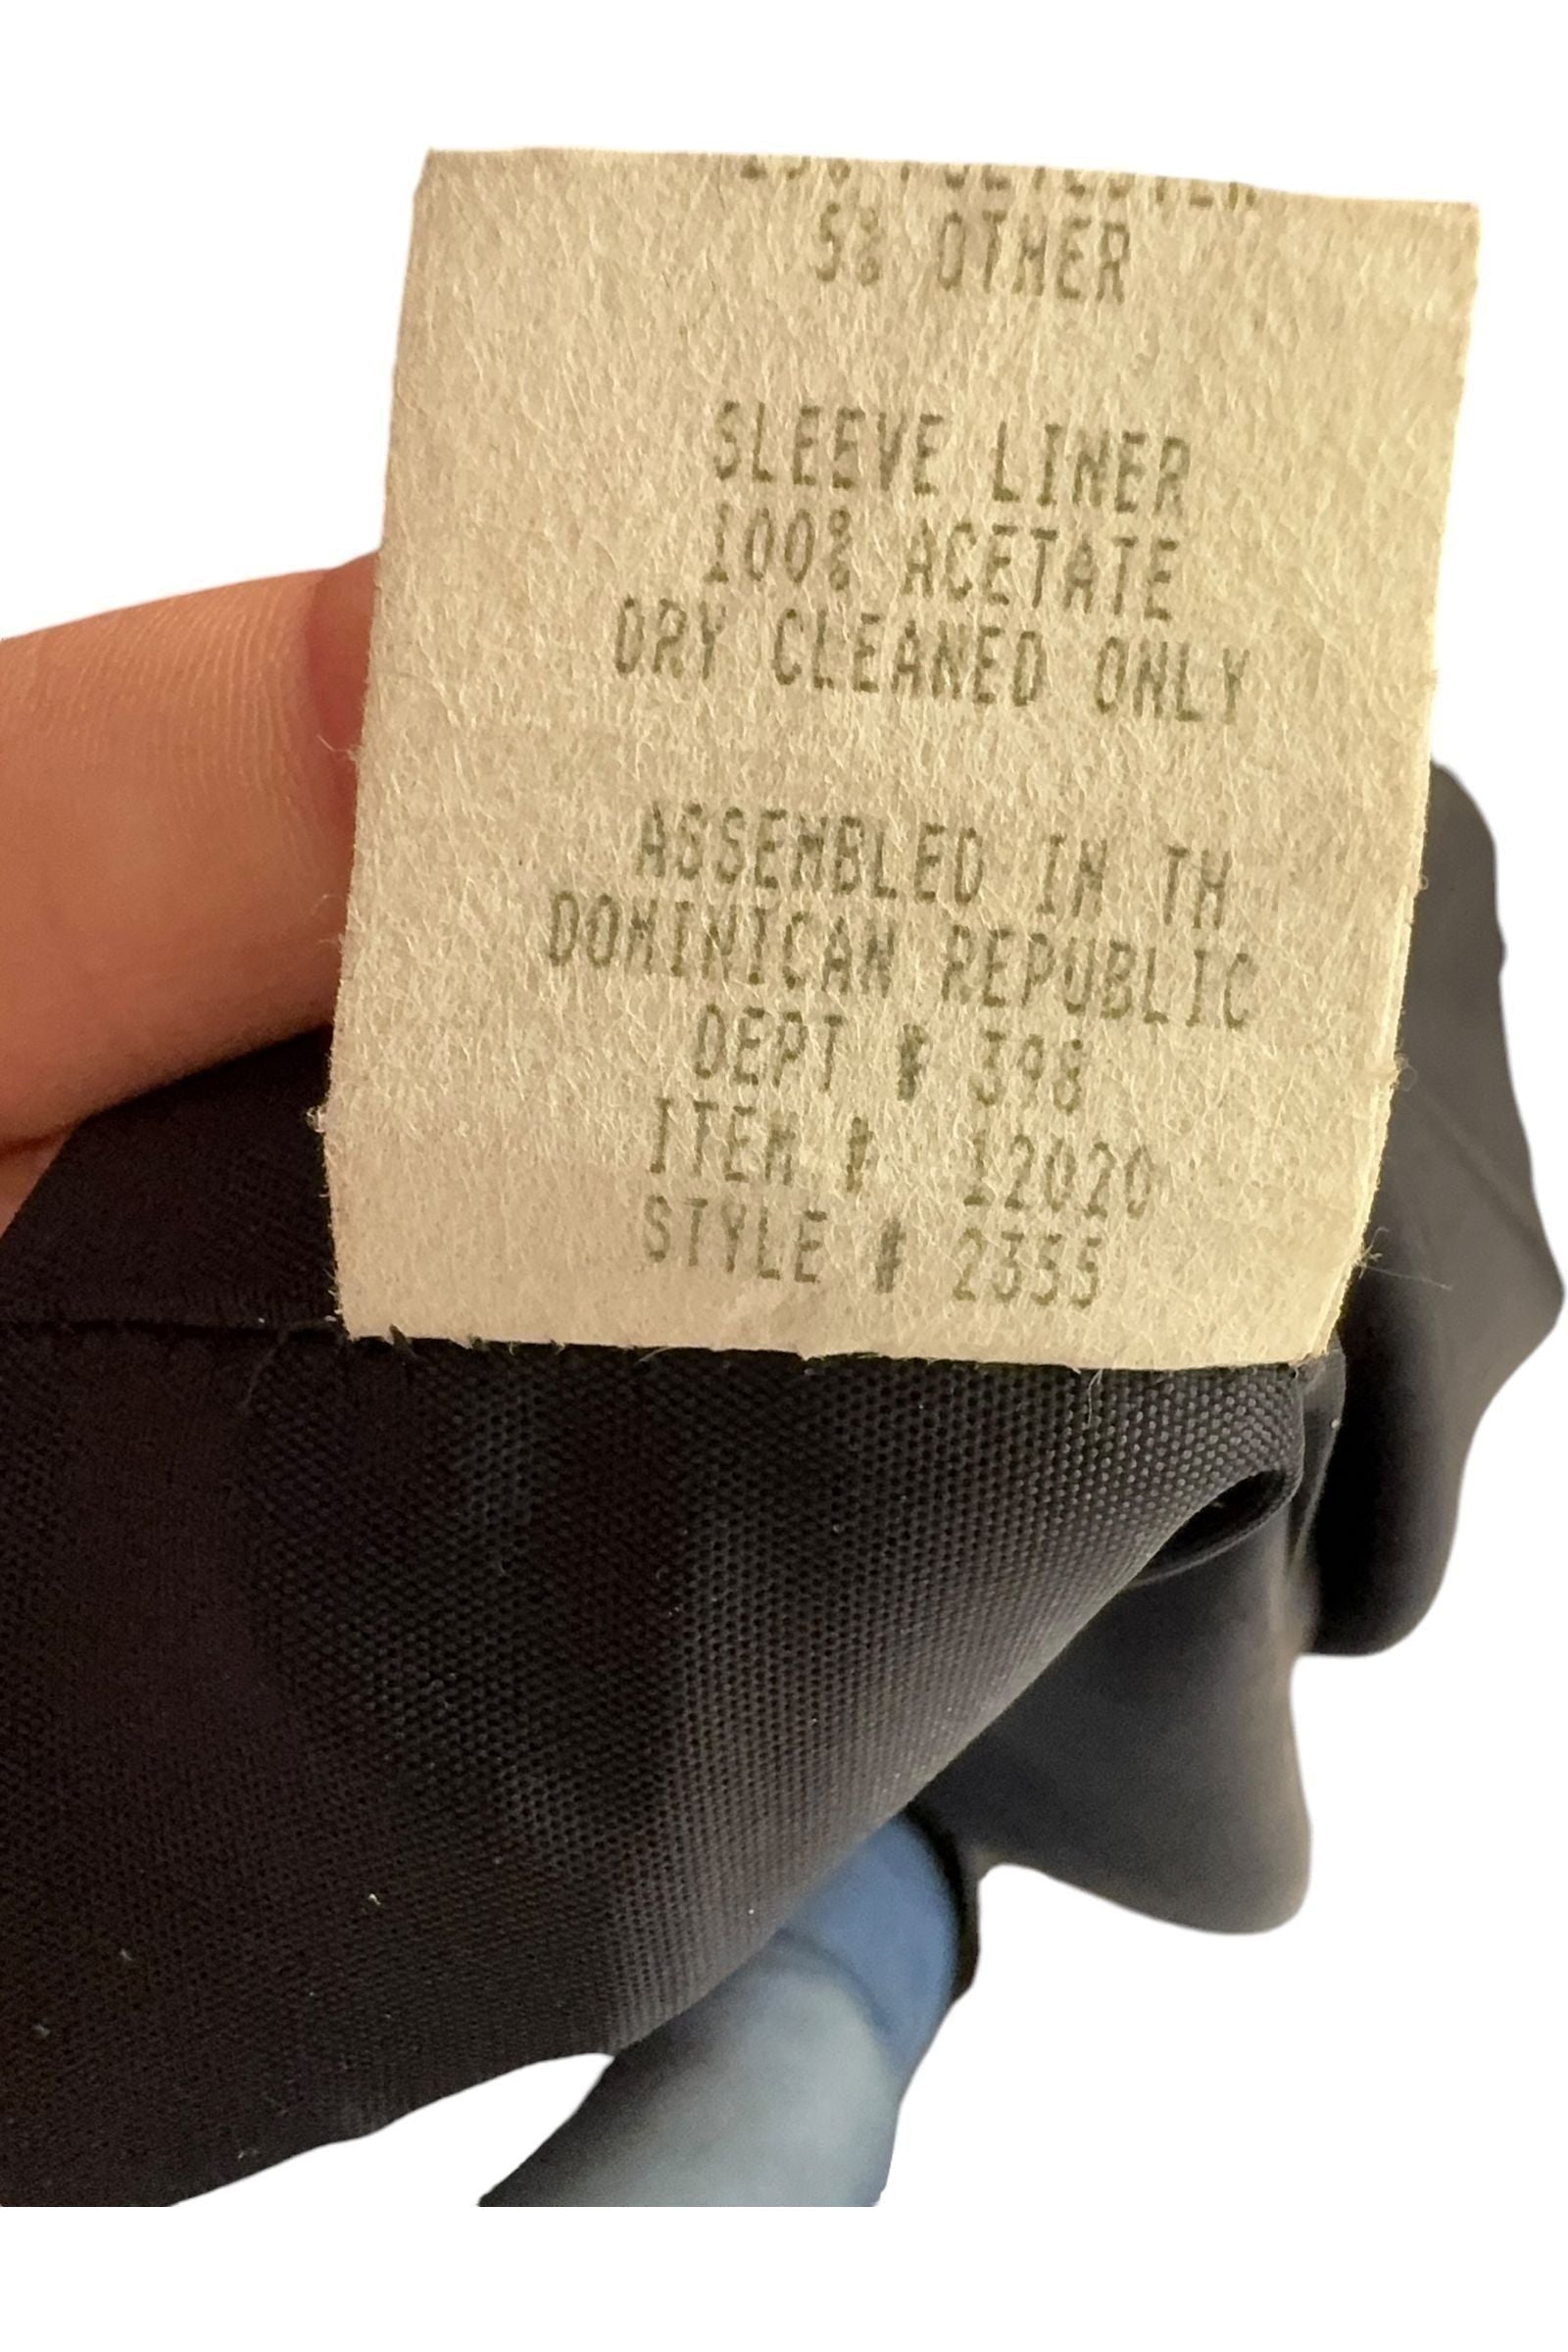 POLYESTER
5% OTHER
SLEEVE LINER
100% ACETATE
DRY CLEANED ONLY
ASSEMBLED IN TH
DOMINICAN REPUBLIC
DEPT # 398
ITEM # 12020
STYLE # 2355